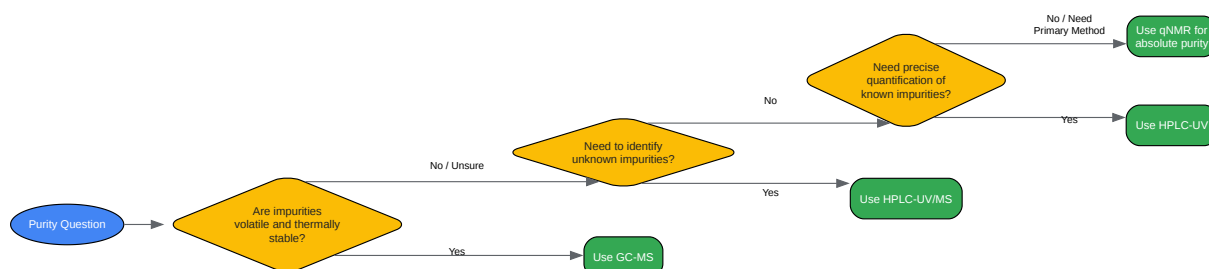 Purity Question
Are impurities
volatile and thermally
stable?
Yes
Use GC-MS
No / Unsure
Need to identify
unknown impurities?
Yes
Use HPLC-UV/MS
No
Need precise
quantification of
known impurities?
Yes
Use HPLC-UV
No / Need
Primary Method
Use qNMR for
absolute purity